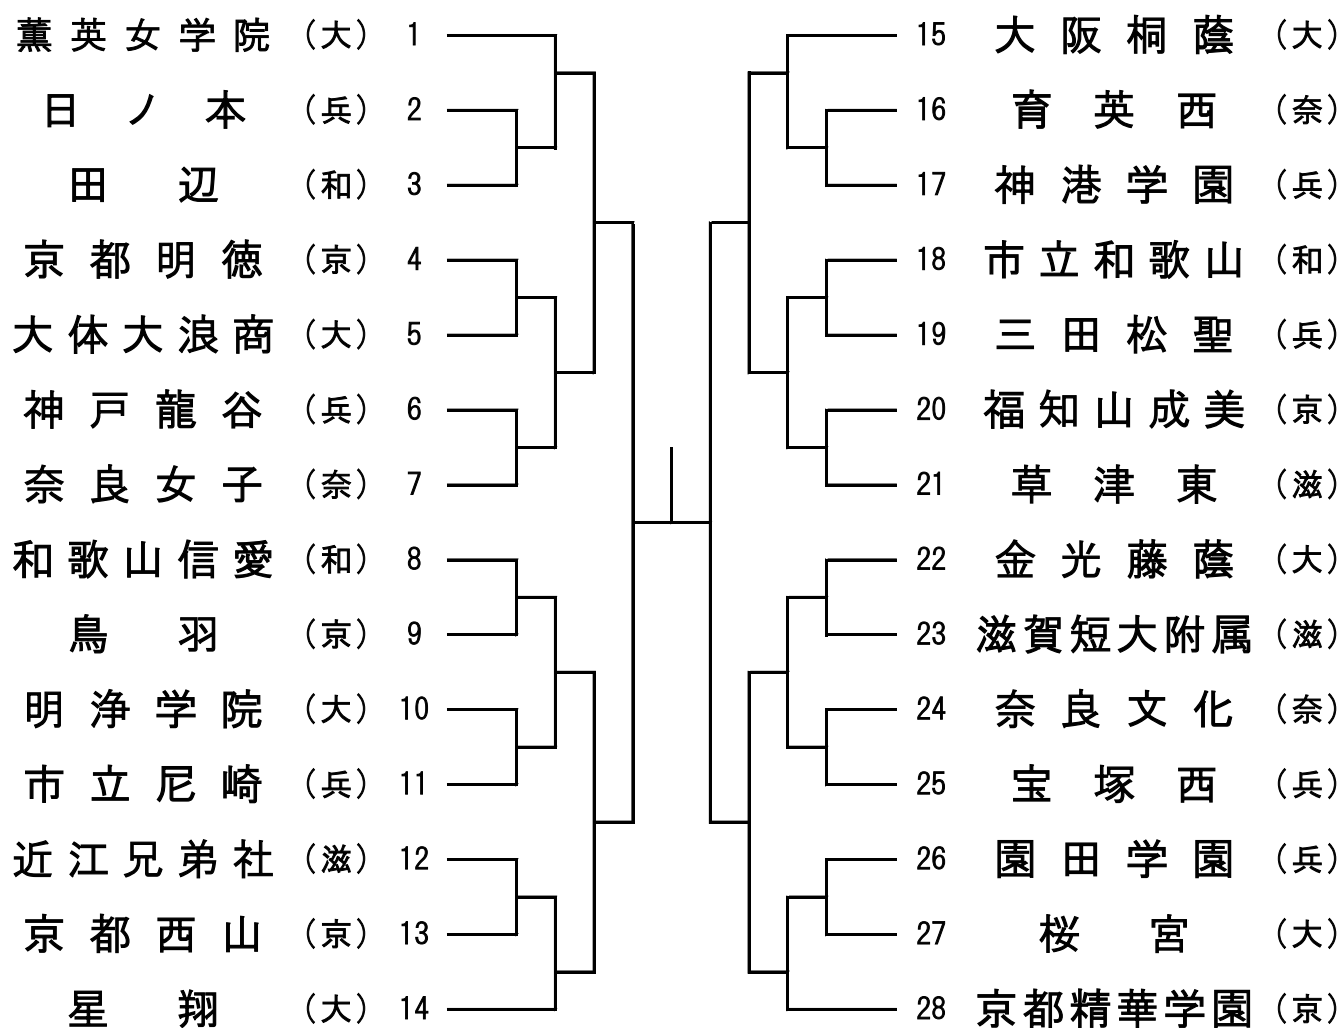 薫英女学院 （大） 1
日ノ本 （兵） 2
田辺 （和） 3
京都明徳 （京） 4
大体大浪商 （大） 5
神戸龍谷 （兵） 6
奈良女子 （奈） 7
和歌山信愛 （和） 8
鳥羽 （京） 9
明浄学院 （大） 10
市立尼崎 （兵） 11
近江兄弟社 （滋） 12
京都西山 （京） 13
星翔 （大） 14
15 大阪桐蔭 （大）
16 育英西 （奈）
17 神港学園 （兵）
18 市立和歌山 （和）
19 三田松聖 （兵）
20 福知山成美 （京）
21 草津東 （滋）
22 金光藤蔭 （大）
23 滋賀短大附属 （滋）
24 奈良文化 （奈）
25 宝塚西 （兵）
26 園田学園 （兵）
27 桜宮 （大）
28 京都精華学園 （京）